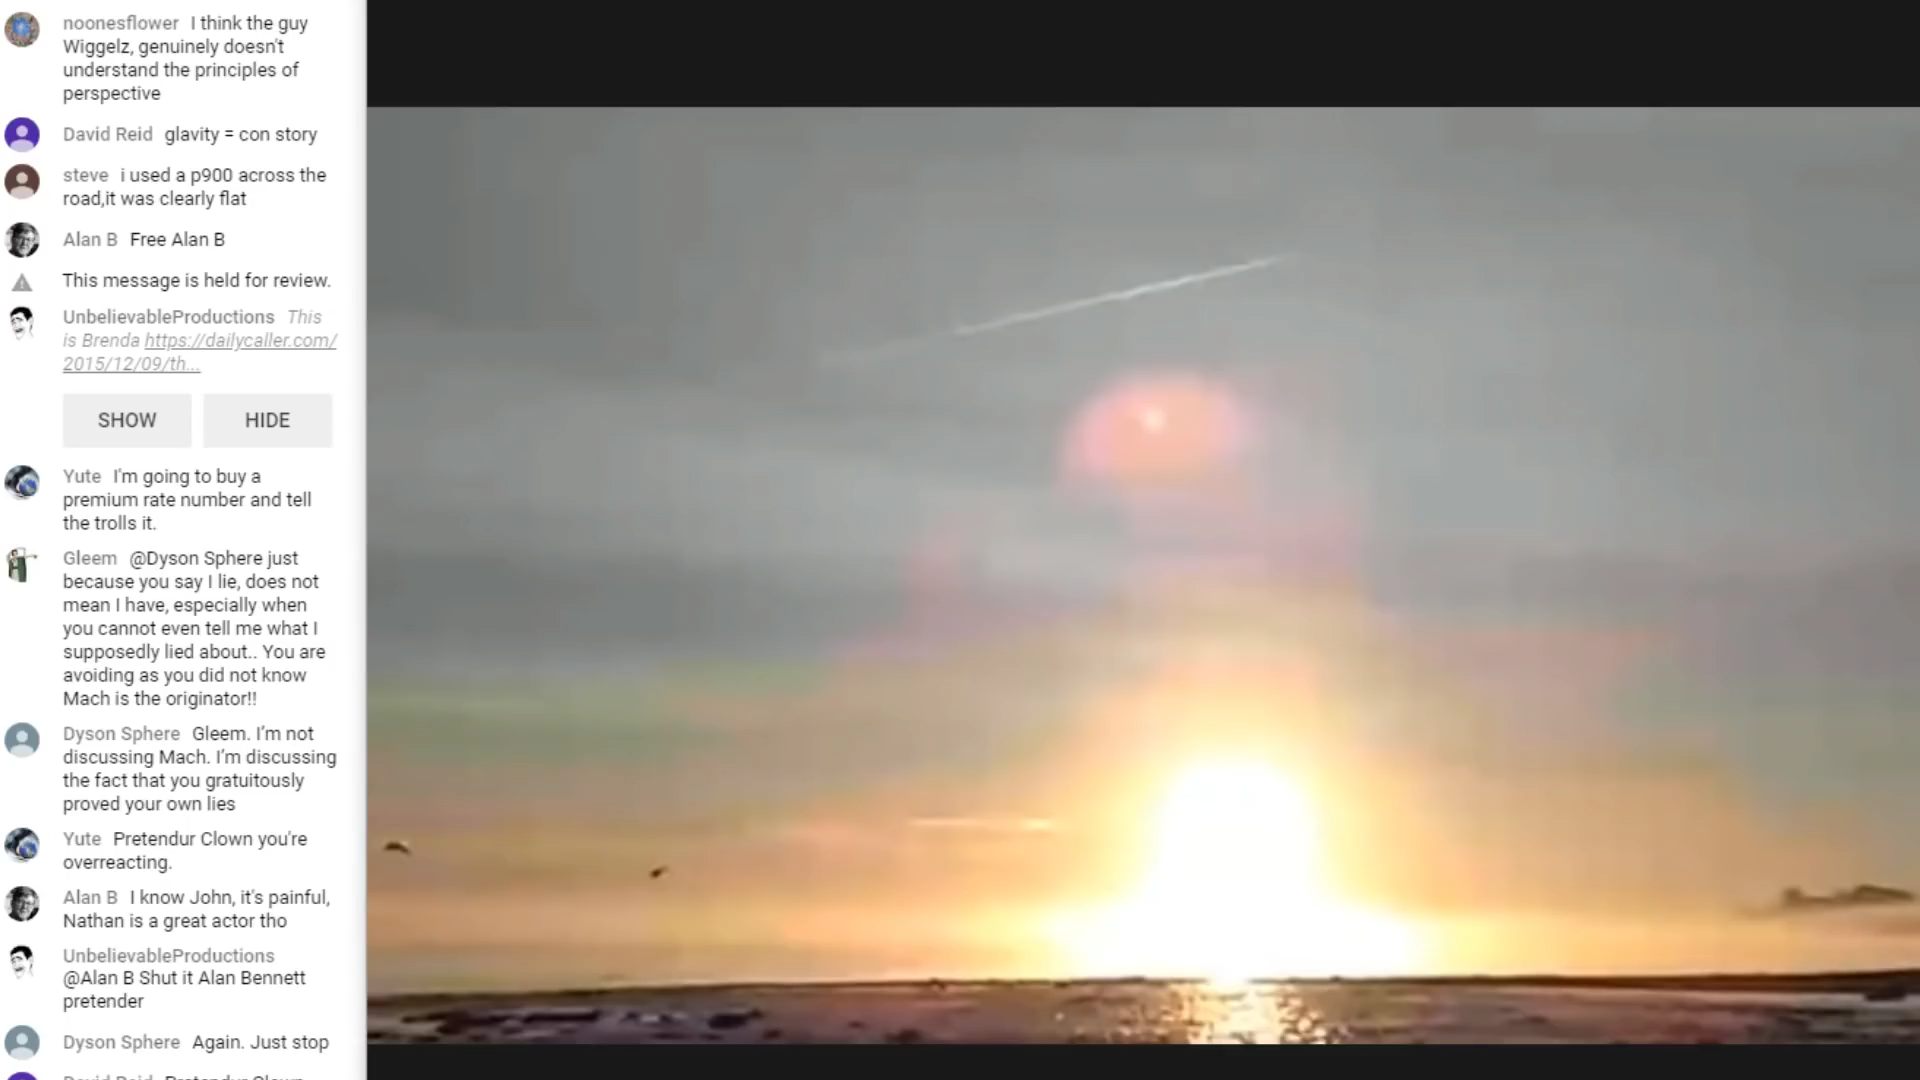 noonesflower I think the guy
Wiggelz, genuinely doesn't
understand the principles of
perspective
David Reid glavity = con story
steve i used a p900 across the
road,it was clearly flat
Alan B Free Alan B
This message is held for review.
UnbelievableProductions This
is Brenda https://dailycaller.com/
2015/12/09/th...
SHOW HIDE
Yute I'm going to buy a
premium rate number and tell
the trolls it.
Gleem @Dyson Sphere just
because you say I lie, does not
mean I have, especially when
you cannot even tell me what I
supposedly lied about.. You are
avoiding as you did not know
Mach is the originator!!
Dyson Sphere Gleem. I'm not
discussing Mach. I'm discussing
the fact that you gratuitously
proved your own lies
Yute Pretendur Clown you're
overreacting.
Alan B I know John, it's painful,
Nathan is a great actor tho
UnbelievableProductions
@Alan B Shut it Alan Bennett
pretender
Dyson Sphere Again. Just stop
David Reid Pretendur Clown